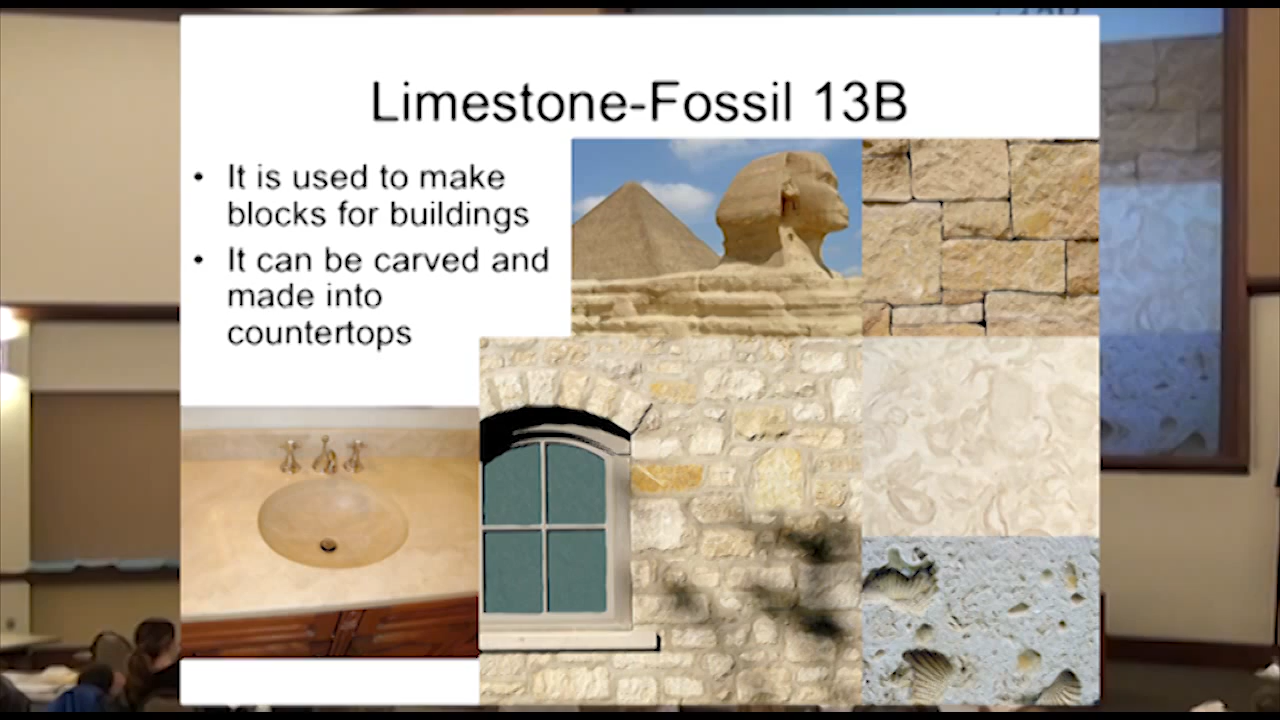 Limestone-Fossil 13B
• It is used to make
blocks for buildings
• It can be carved and
made into
countertops